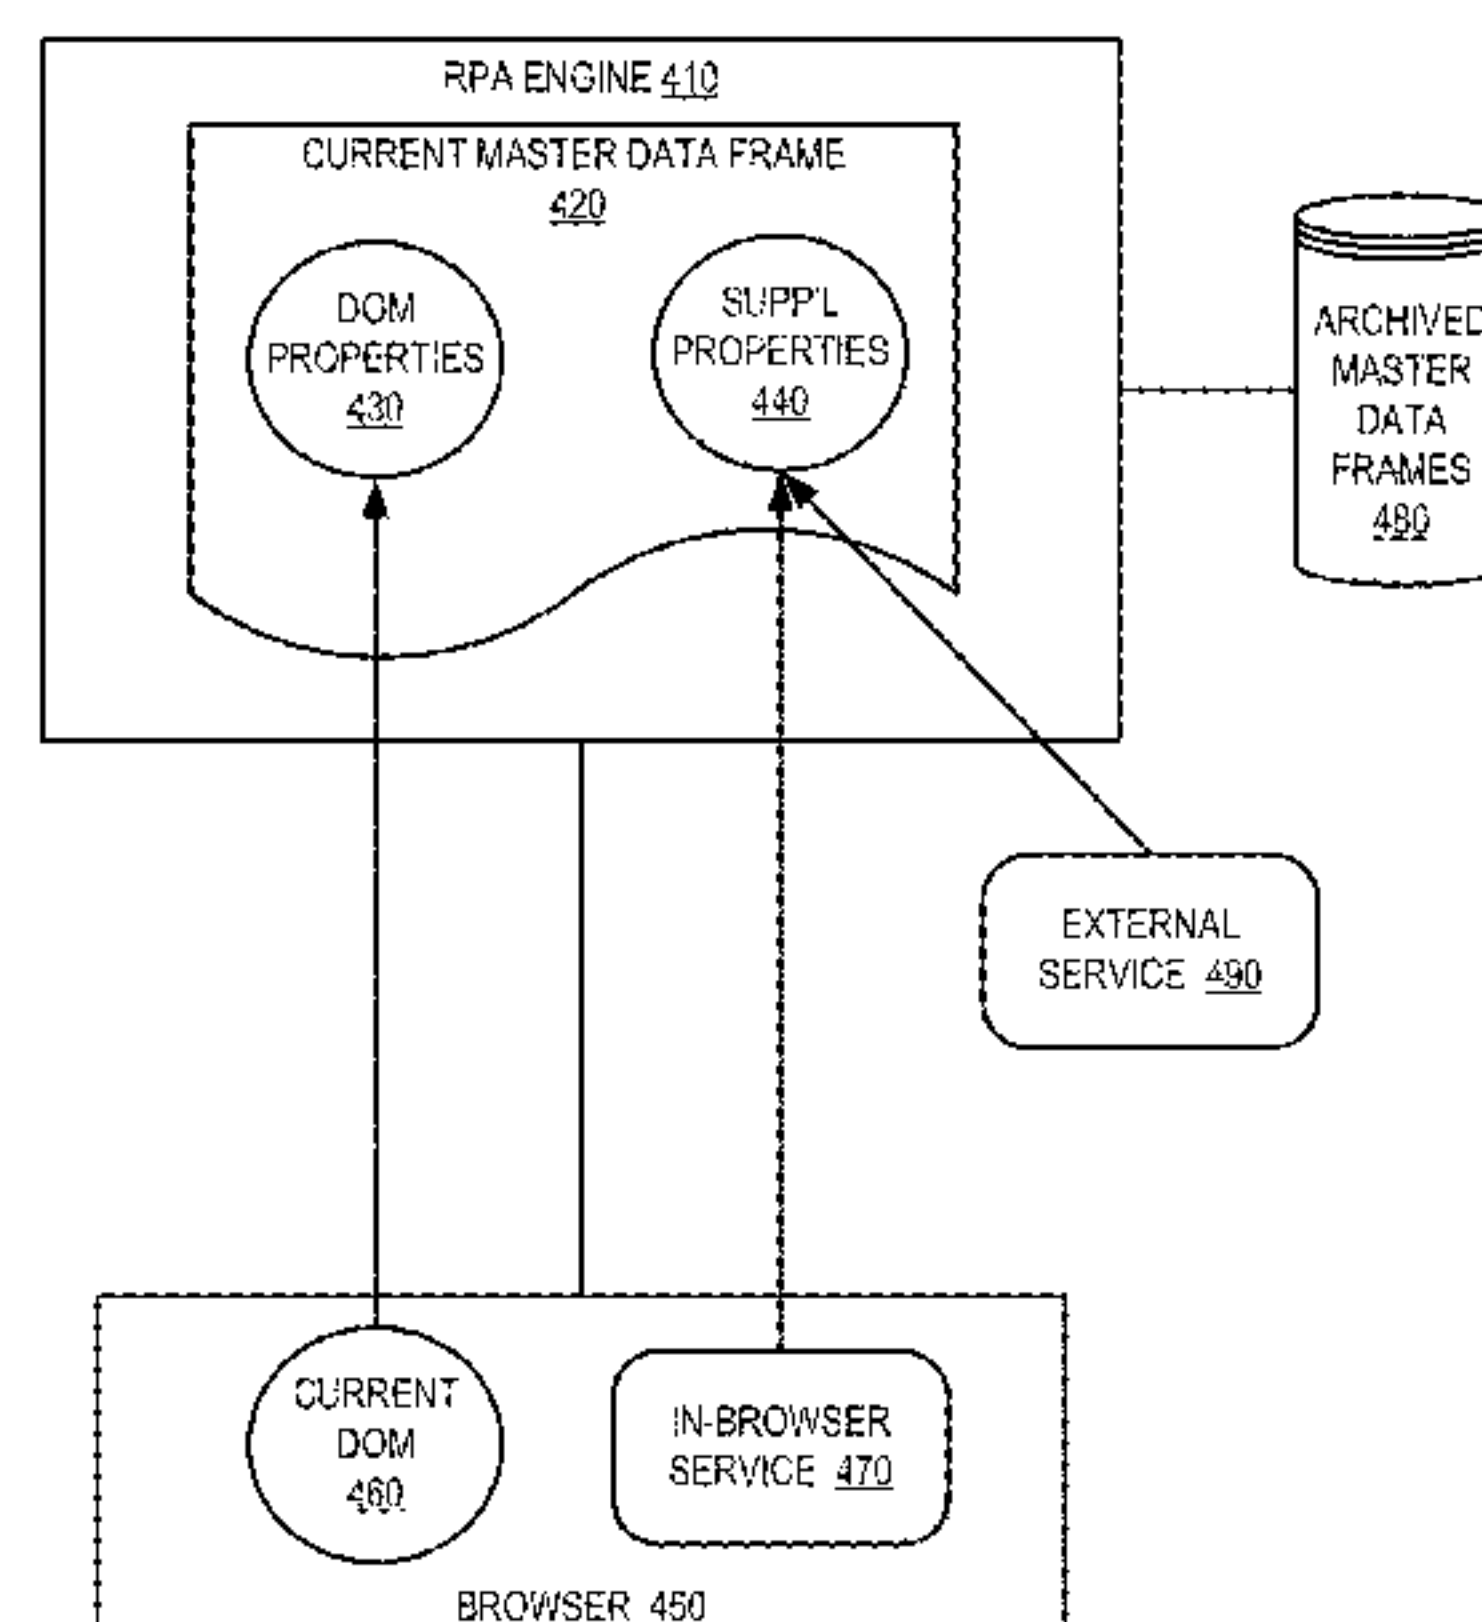 RPA ENGINE 410
CURRENT MASTER DATA FRAME
420
DOM
PROPERTIES
430
SUPP'L
PROPERTIES
440
ARCHIVED
MASTER
DATA
FRAMES
480
EXTERNAL
SERVICE 490
CURRENT
DOM
460
IN-BROWSER
SERVICE 470
BROWSER 450